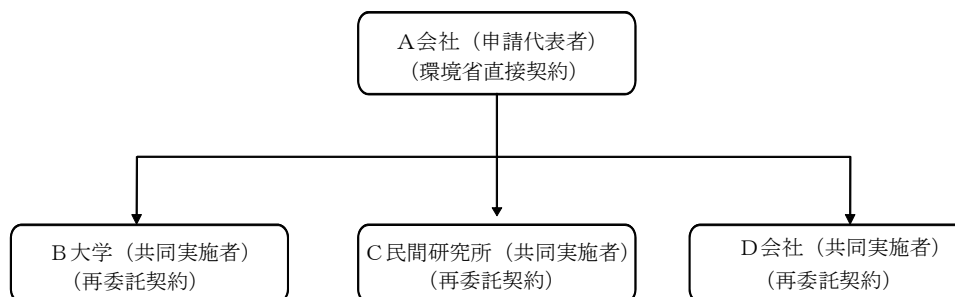 A会社（申請代表者）
（環境省直接契約）
B大学（共同実施者）
（再委託契約）
C民間研究所（共同実施者）
（再委託契約）
D会社（共同実施者）
（再委託契約）